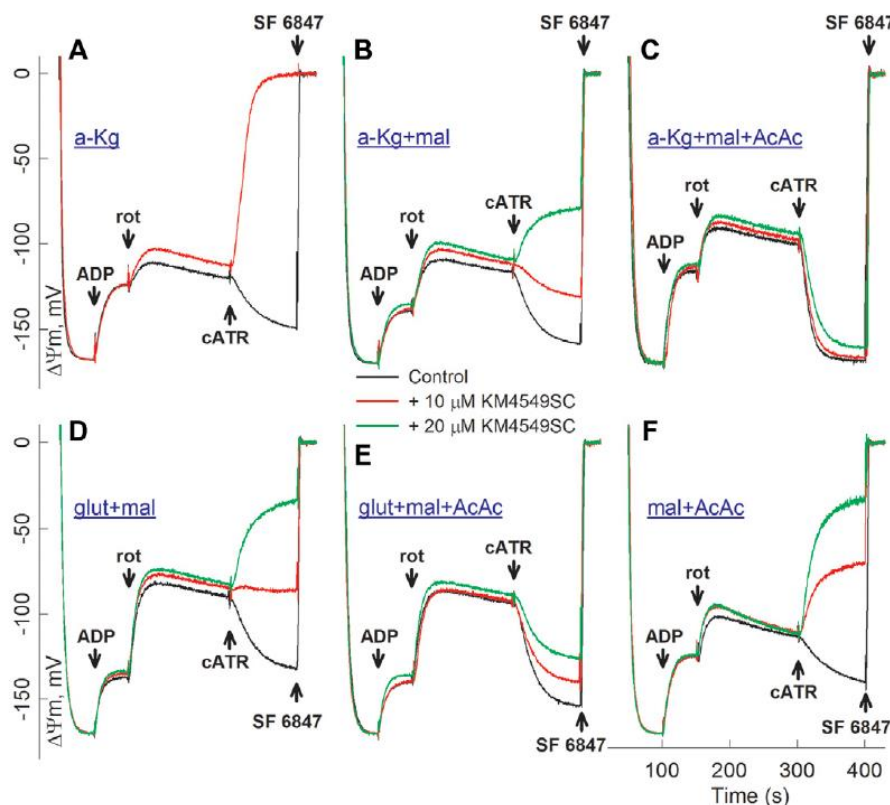 SF 6847
SF 6847
SF 6847
A
B
C
a-Kg
a-Kg+mal
a-Kg+mal+AcAc
0
-50
-100
-150
ΔΨm, mV
ADP
rot
cATR
ADP
rot
cATR
ADP
rot
cATR
Control
+ 10 μM KM4549SC
+ 20 μM KM4549SC
D
E
F
glut+mal
glut+mal+AcAc
mal+AcAc
0
-50
-100
-150
ΔΨm, mV
ADP
rot
cATR
SF 6847
ADP
rot
cATR
SF 6847
ADP
rot
cATR
SF 6847
100
200
300
400
Time (s)